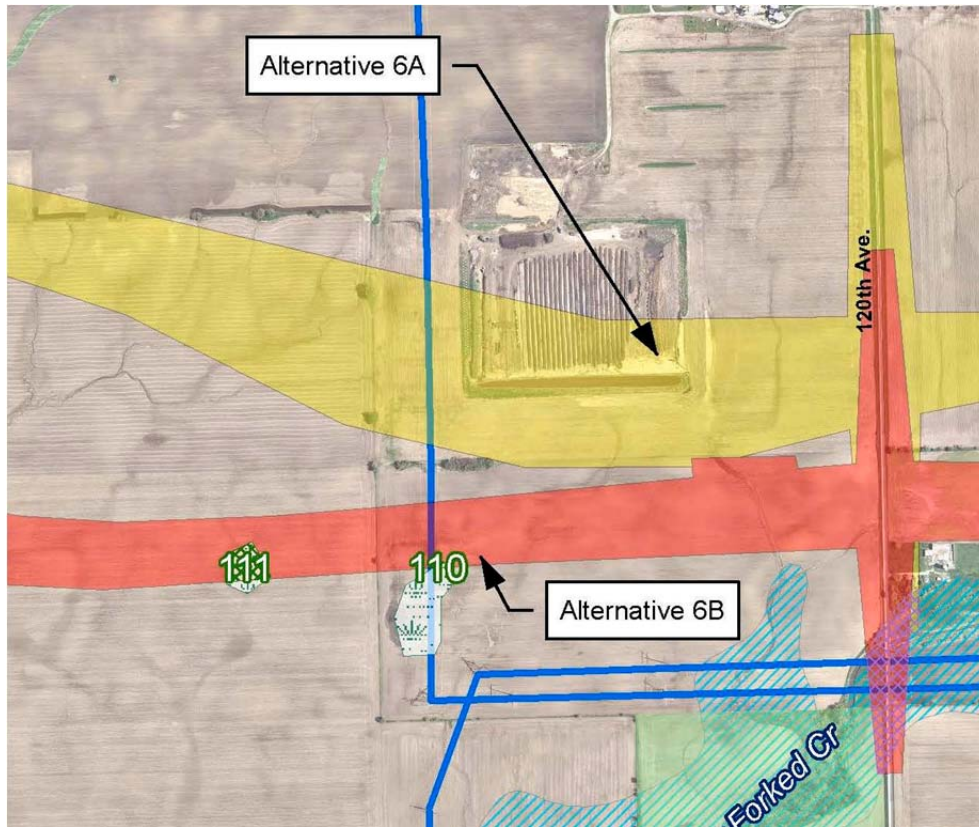 Alternative 6A
120th Ave.
111
110
Alternative 6B
Forked Cr